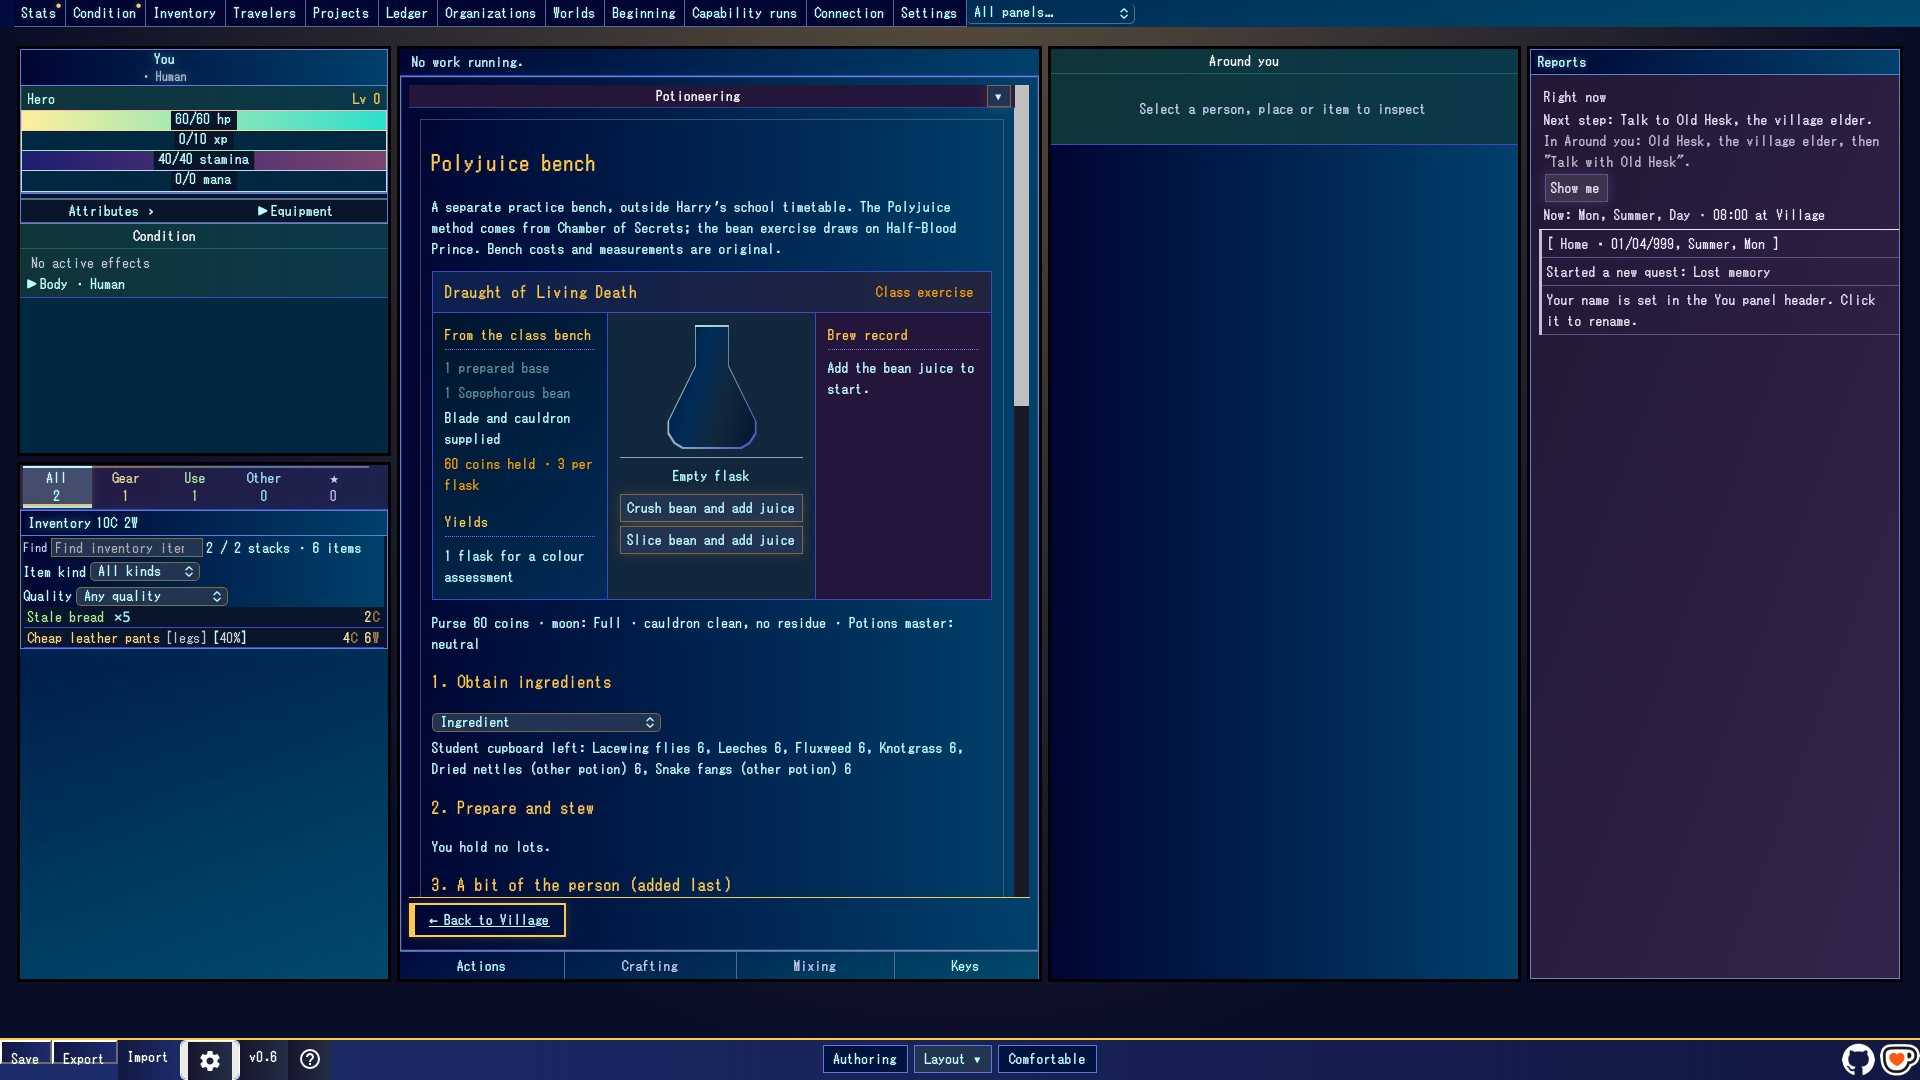 Stats Condition Inventory Travelers Projects Ledger Organizations Worlds Beginning Capability runs Connection Settings All panels…
You
· Human
Hero Lv 0
60/60 hp
0/10 xp
40/40 stamina
0/0 mana
Attributes › ▶Equipment
Condition
No active effects
▶Body · Human
All Gear Use Other ★
2 1 1 0 0
Inventory 10C 2W
Find Find inventory iter 2 / 2 stacks · 6 items
Item kind All kinds
Quality Any quality
Stale bread ×5 2C
Cheap leather pants [legs] [40%] 4C 6W
No work running.
Potioneering ▼
Polyjuice bench
A separate practice bench, outside Harry's school timetable. The Polyjuice
method comes from Chamber of Secrets; the bean exercise draws on Half-Blood
Prince. Bench costs and measurements are original.
Draught of Living Death Class exercise
From the class bench
1 prepared base
1 Sopophorous bean
Blade and cauldron
supplied
60 coins held · 3 per
flask
Yields
1 flask for a colour
assessment
Empty flask
Crush bean and add juice
Slice bean and add juice
Brew record
Add the bean juice to
start.
Purse 60 coins · moon: Full · cauldron clean, no residue · Potions master:
neutral
1. Obtain ingredients
Ingredient
Student cupboard left: Lacewing flies 6, Leeches 6, Fluxweed 6, Knotgrass 6,
Dried nettles (other potion) 6, Snake fangs (other potion) 6
2. Prepare and stew
You hold no lots.
3. A bit of the person (added last)
← Back to Village
Actions Crafting Mixing Keys
Around you
Select a person, place or item to inspect
Reports
Right now
Next step: Talk to Old Hesk, the village elder.
In Around you: Old Hesk, the village elder, then
"Talk with Old Hesk".
Show me
Now: Mon, Summer, Day · 08:00 at Village
[ Home · 01/04/999, Summer, Mon ]
Started a new quest: Lost memory
Your name is set in the You panel header. Click
it to rename.
Save Export Import v0.6 Authoring Layout ▼ Comfortable